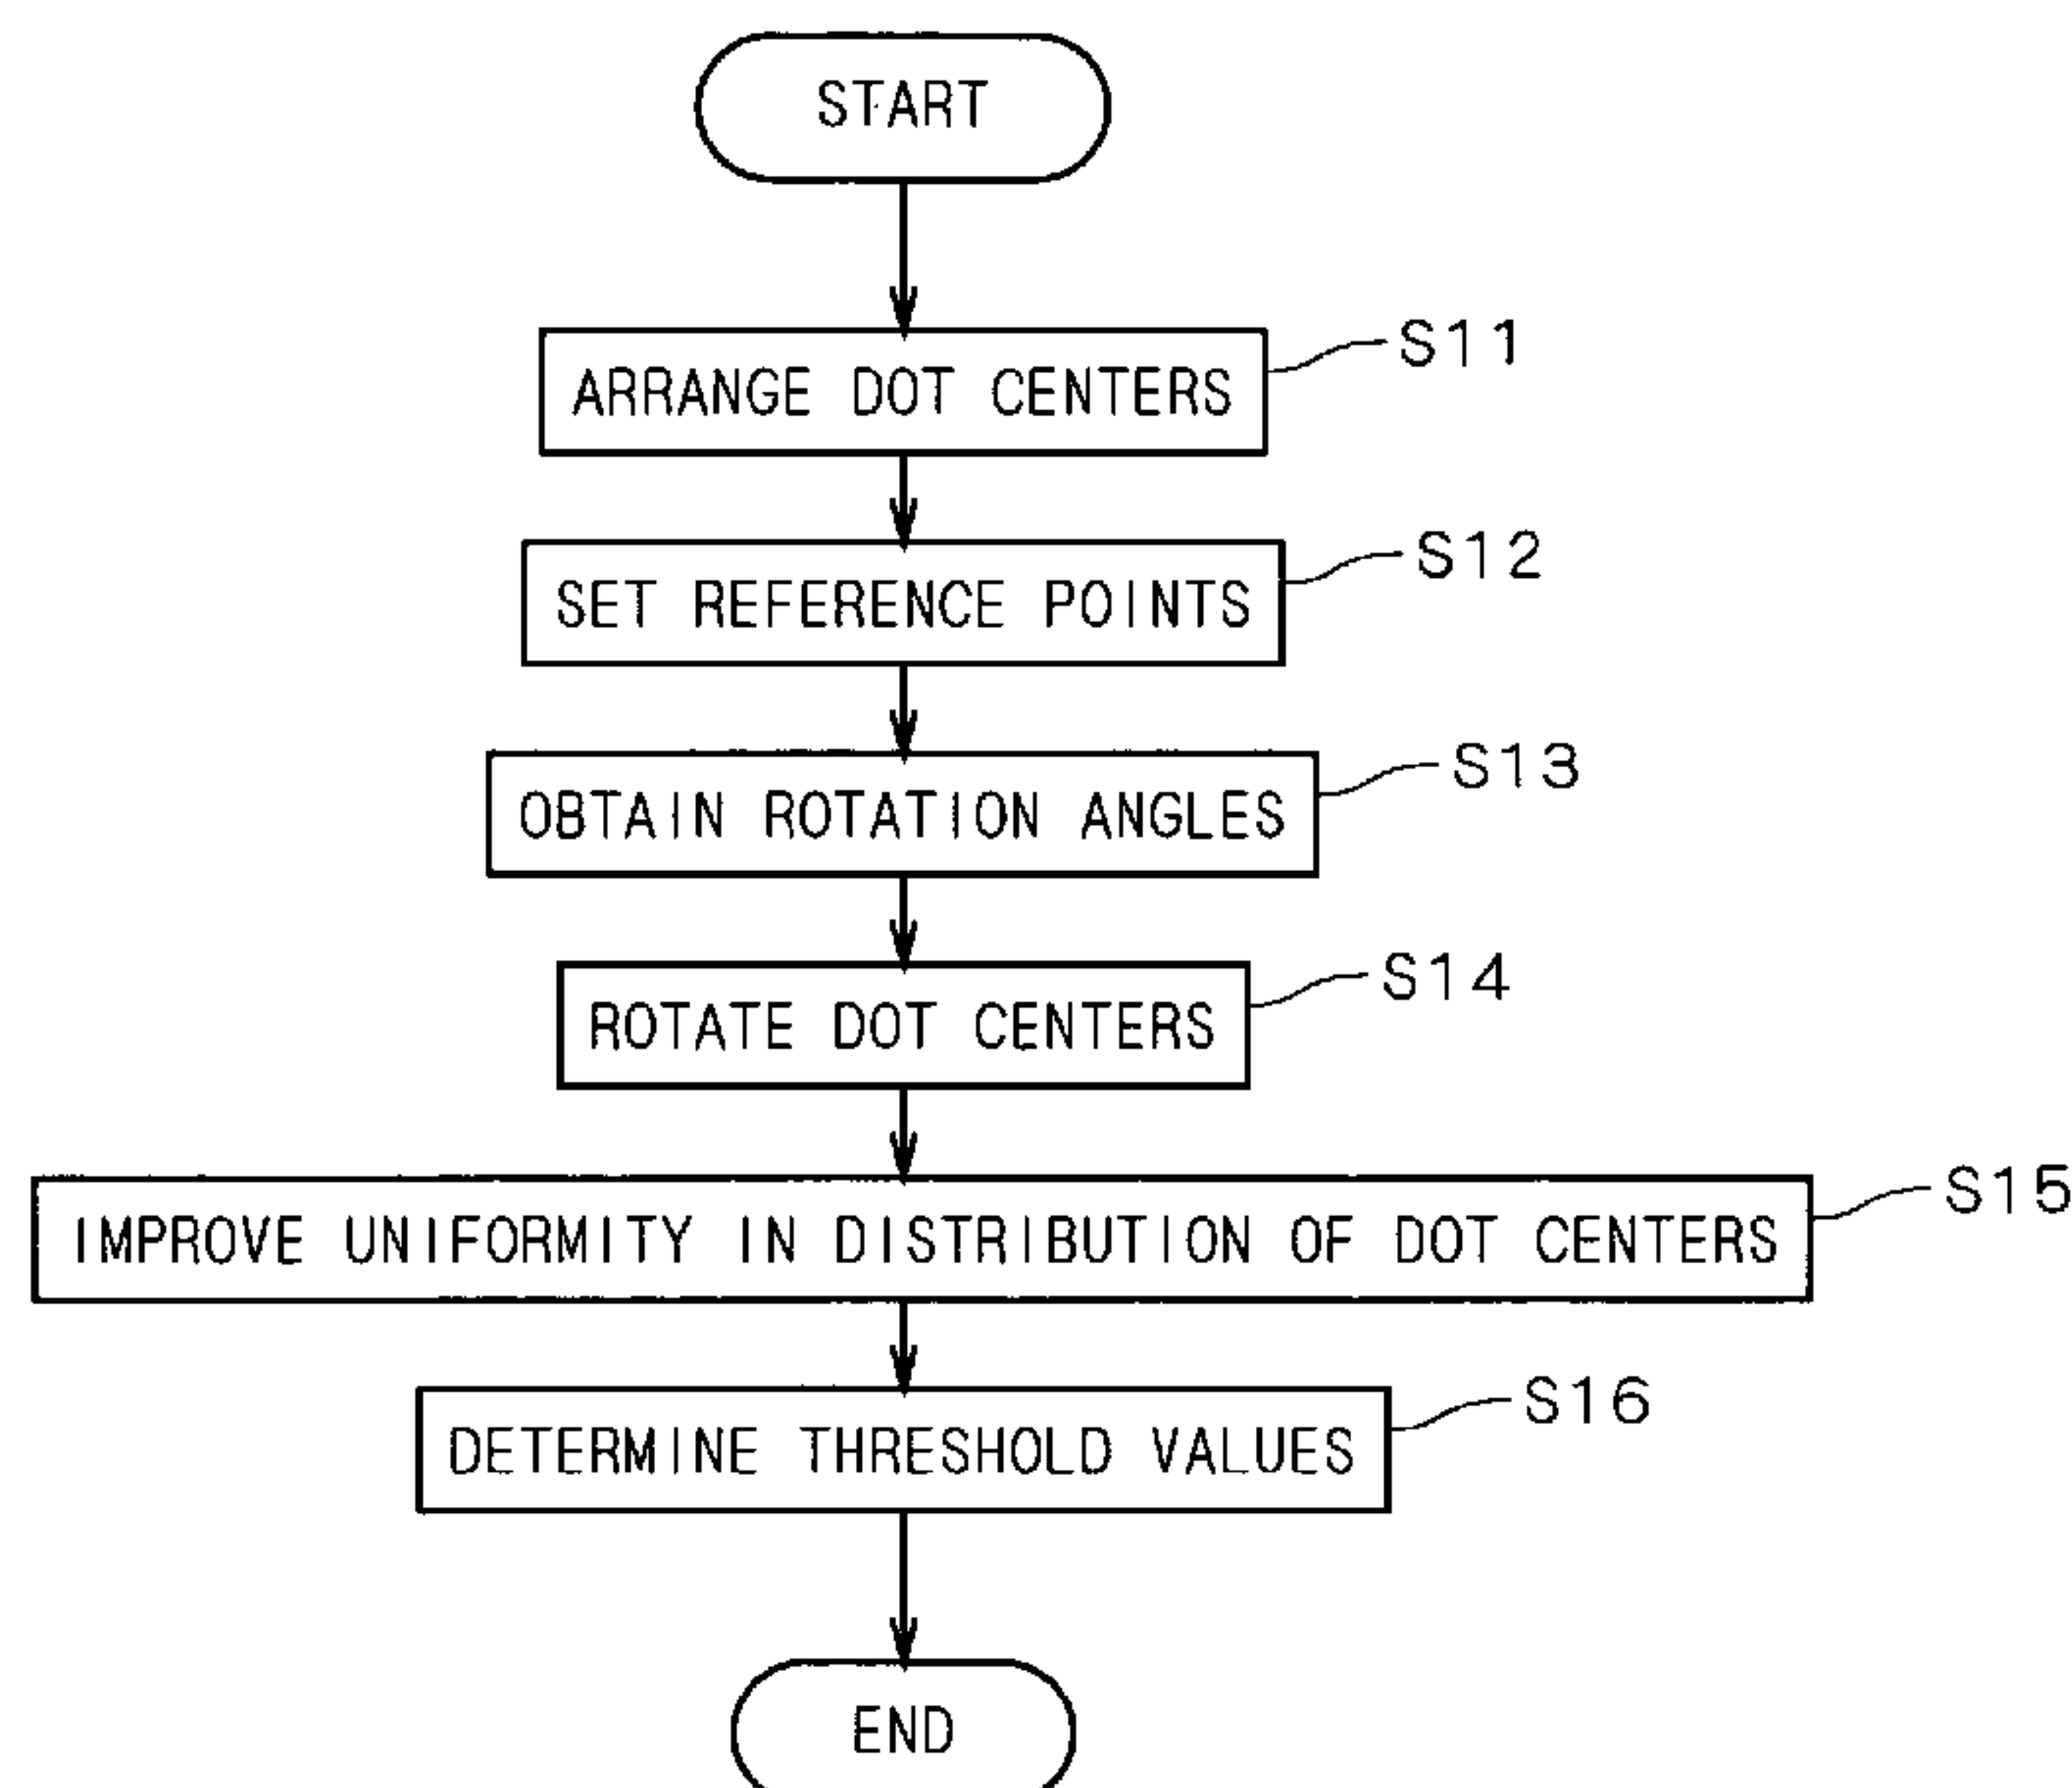 START
ARRANGE DOT CENTERS
S11
SET REFERENCE POINTS
S12
OBTAIN ROTATION ANGLES
S13
ROTATE DOT CENTERS
S14
IMPROVE UNIFORMITY IN DISTRIBUTION OF DOT CENTERS
S15
DETERMINE THRESHOLD VALUES
S16
END